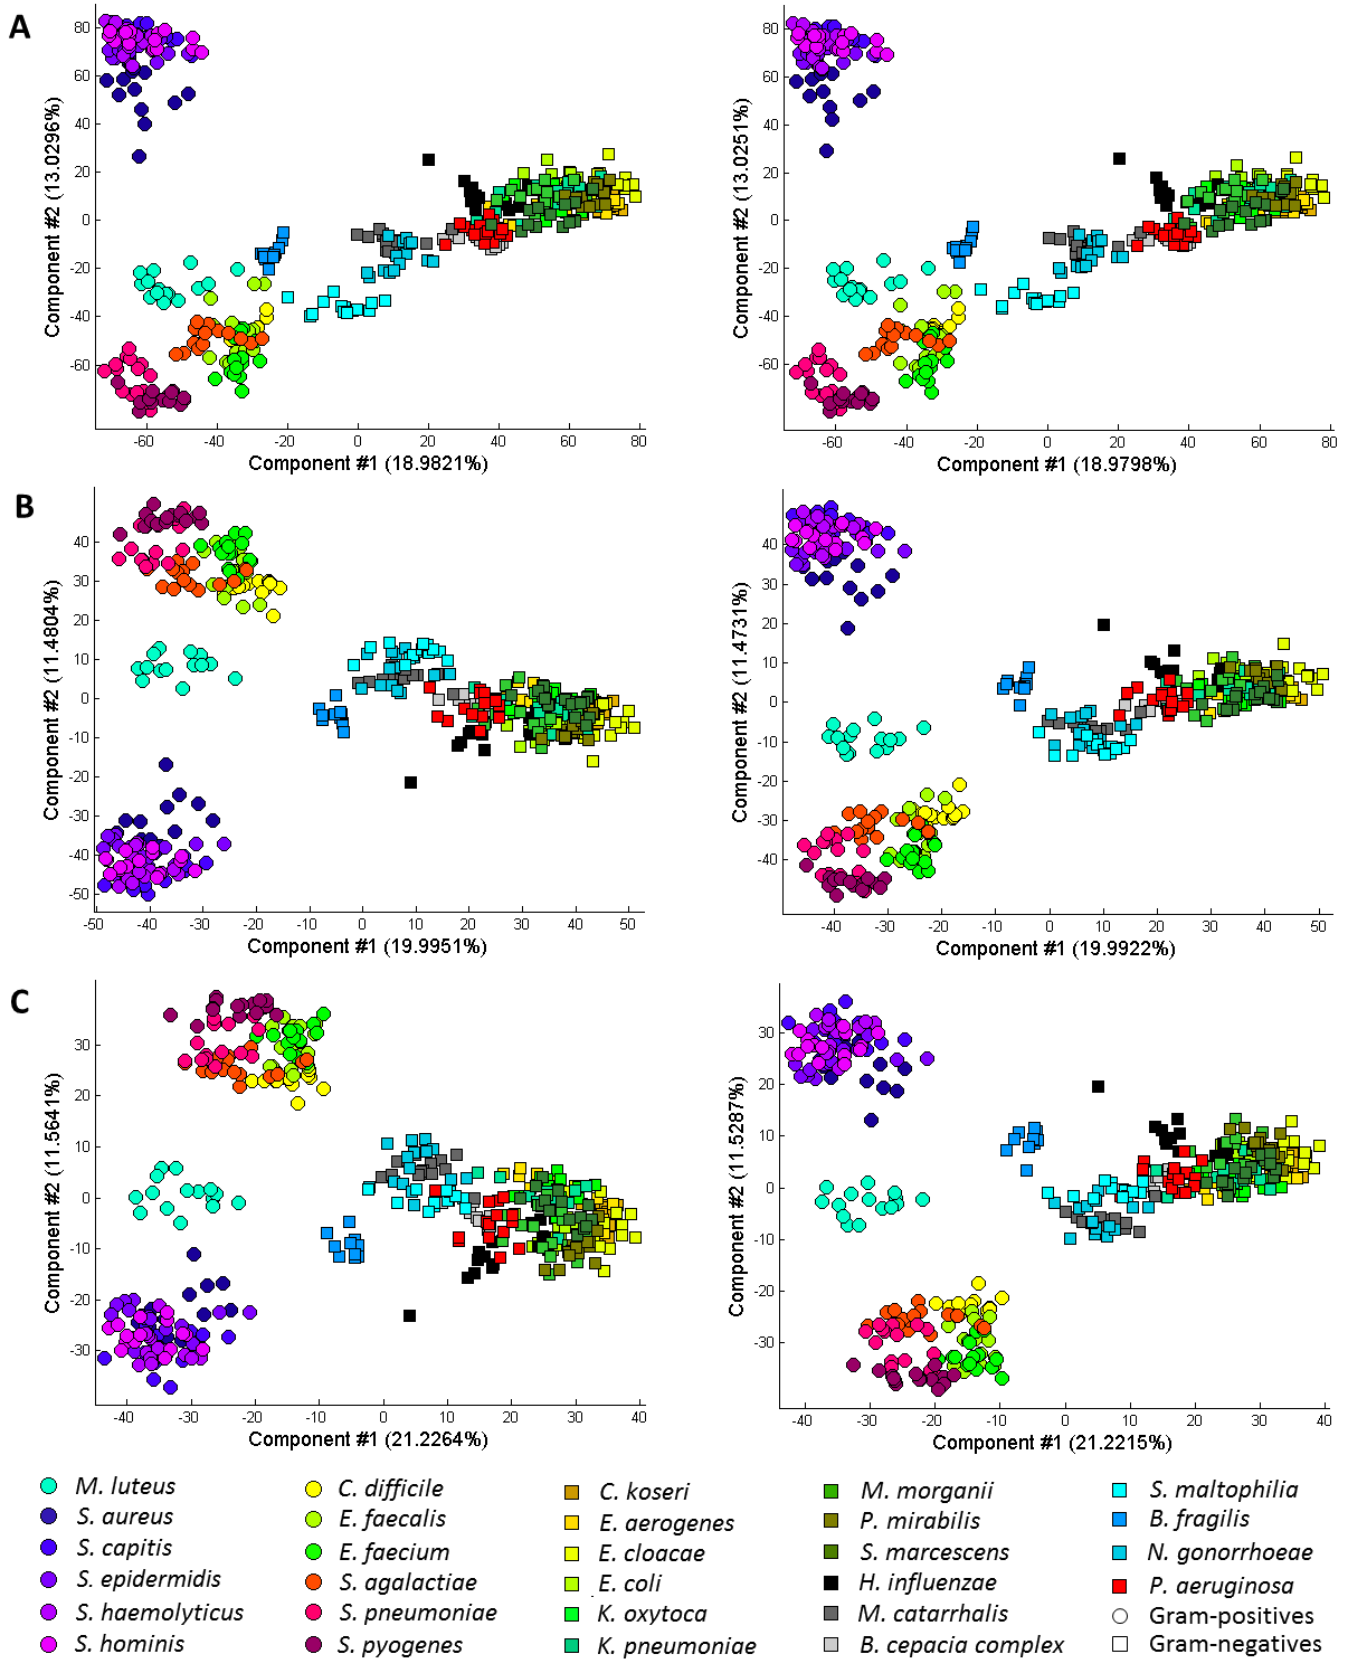 A
Component #2 (13.0296%)
80
60
40
20
0
-20
-40
-60
-60 -40 -20 0 20 40 60 80
Component #1 (18.9821%)
Component #2 (13.0251%)
80
60
40
20
0
-20
-40
-60
-60 -40 -20 0 20 40 60 80
Component #1 (18.9798%)
B
Component #2 (11.4804%)
40
30
20
10
0
-10
-20
-30
-40
-50
-50 -40 -30 -20 -10 0 10 20 30 40 50
Component #1 (19.9951%)
Component #2 (11.4731%)
40
30
20
10
0
-10
-20
-30
-40
-40 -30 -20 -10 0 10 20 30 40 50
Component #1 (19.9922%)
C
Component #2 (11.5641%)
30
20
10
0
-10
-20
-30
-40 -30 -20 -10 0 10 20 30 40
Component #1 (21.2264%)
Component #2 (11.5287%)
30
20
10
0
-10
-20
-30
-40 -30 -20 -10 0 10 20 30 40
Component #1 (21.2215%)
M. luteus
S. aureus
S. capitis
S. epidermidis
S. haemolyticus
S. hominis
C. difficile
E. faecalis
E. faecium
S. agalactiae
S. pneumoniae
S. pyogenes
C. koseri
E. aerogenes
E. cloacae
E. coli
K. oxytoca
K. pneumoniae
M. morganii
P. mirabilis
S. marcescens
H. influenzae
M. catarrhalis
B. cepacia complex
S. maltophilia
B. fragilis
N. gonorrhoeae
P. aeruginosa
Gram-positives
Gram-negatives